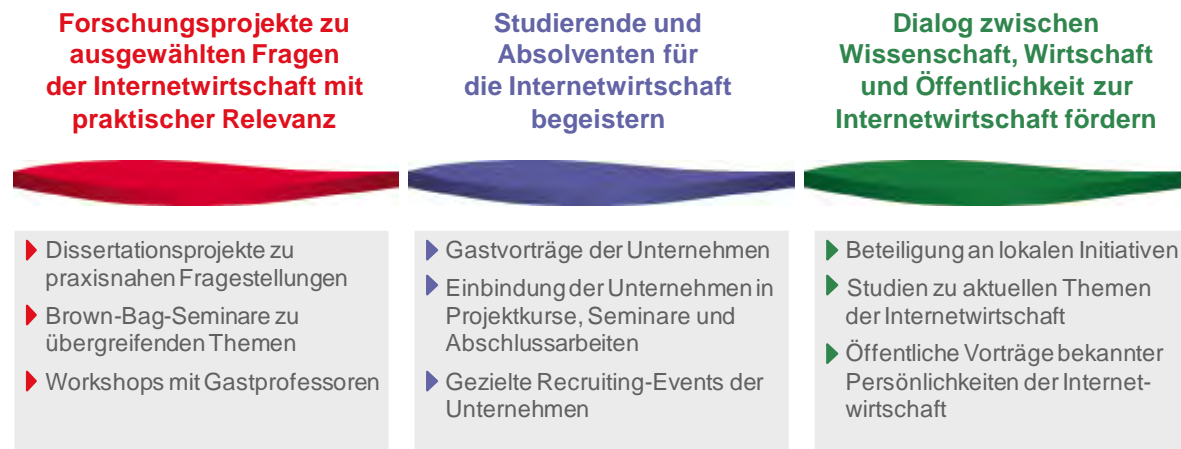 Forschungsprojekte zu
ausgewählten Fragen
der Internetwirtschaft mit
praktischer Relevanz
Dissertationsprojekte zu
praxisnahen Fragestellungen
Brown-Bag-Seminare zu
übergreifenden Themen
Workshops mit Gastprofessoren
Studierende und
Absolventen für
die Internetwirtschaft
begeistern
Gastvorträge der Unternehmen
Einbindung der Unternehmen in
Projektkurse, Seminare und
Abschlussarbeiten
Gezielte Recruiting-Events der
Unternehmen
Dialog zwischen
Wissenschaft, Wirtschaft
und Öffentlichkeit zur
Internetwirtschaft fördern
Beteiligung an lokalen Initiativen
Studien zu aktuellen Themen
der Internetwirtschaft
Öffentliche Vorträge bekannter
Persönlichkeiten der Internet-
wirtschaft